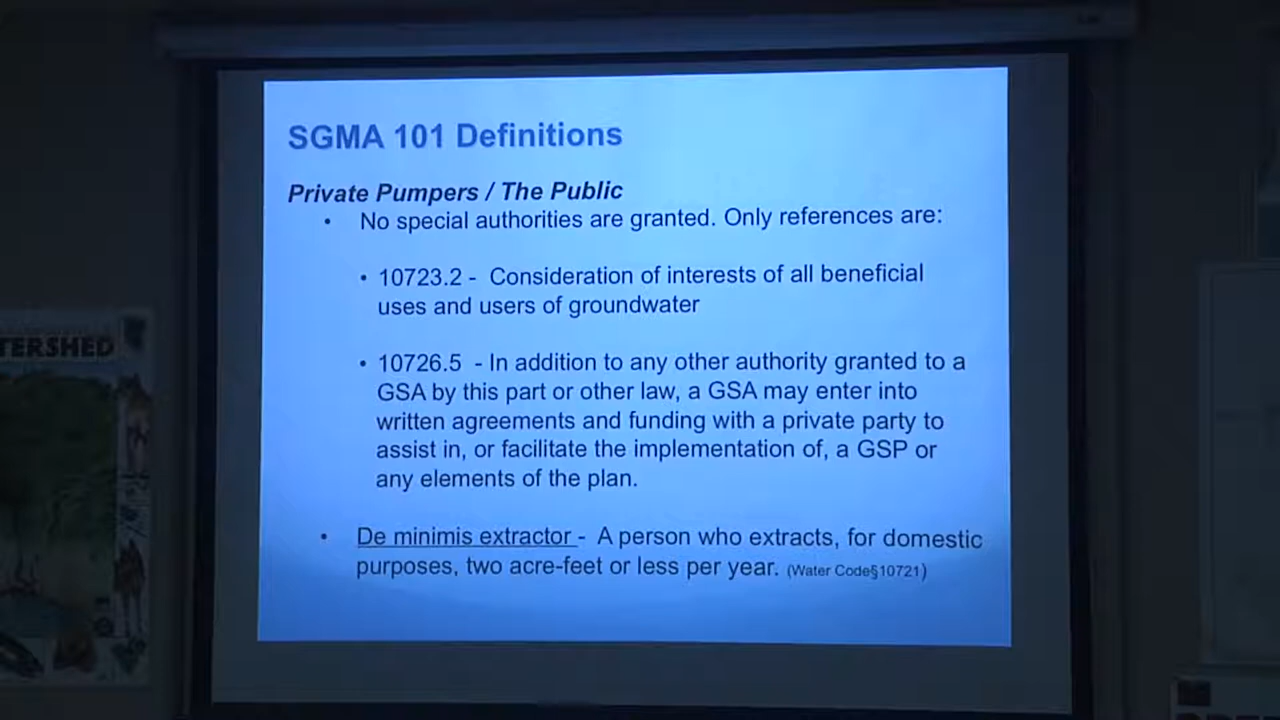 SGMA 101 Definitions
Private Pumpers / The Public
• No special authorities are granted. Only references are:
• 10723.2 - Consideration of interests of all beneficial
uses and users of groundwater
• 10726.5 - In addition to any other authority granted to a
GSA by this part or other law, a GSA may enter into
written agreements and funding with a private party to
assist in, or facilitate the implementation of, a GSP or
any elements of the plan.
• De minimis extractor - A person who extracts, for domestic
purposes, two acre-feet or less per year. (Water Code§10721)
TERSHED